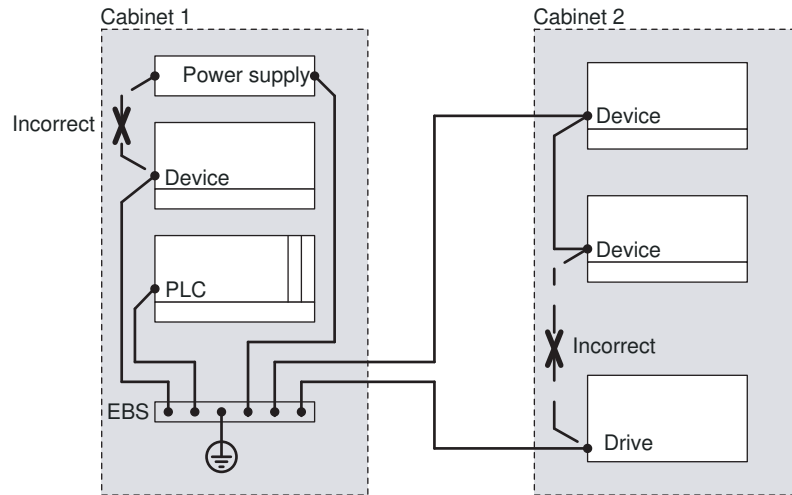 Cabinet 1
Cabinet 2
Power supply
Incorrect
Device
Device
Device
PLC
Incorrect
EBS
Drive